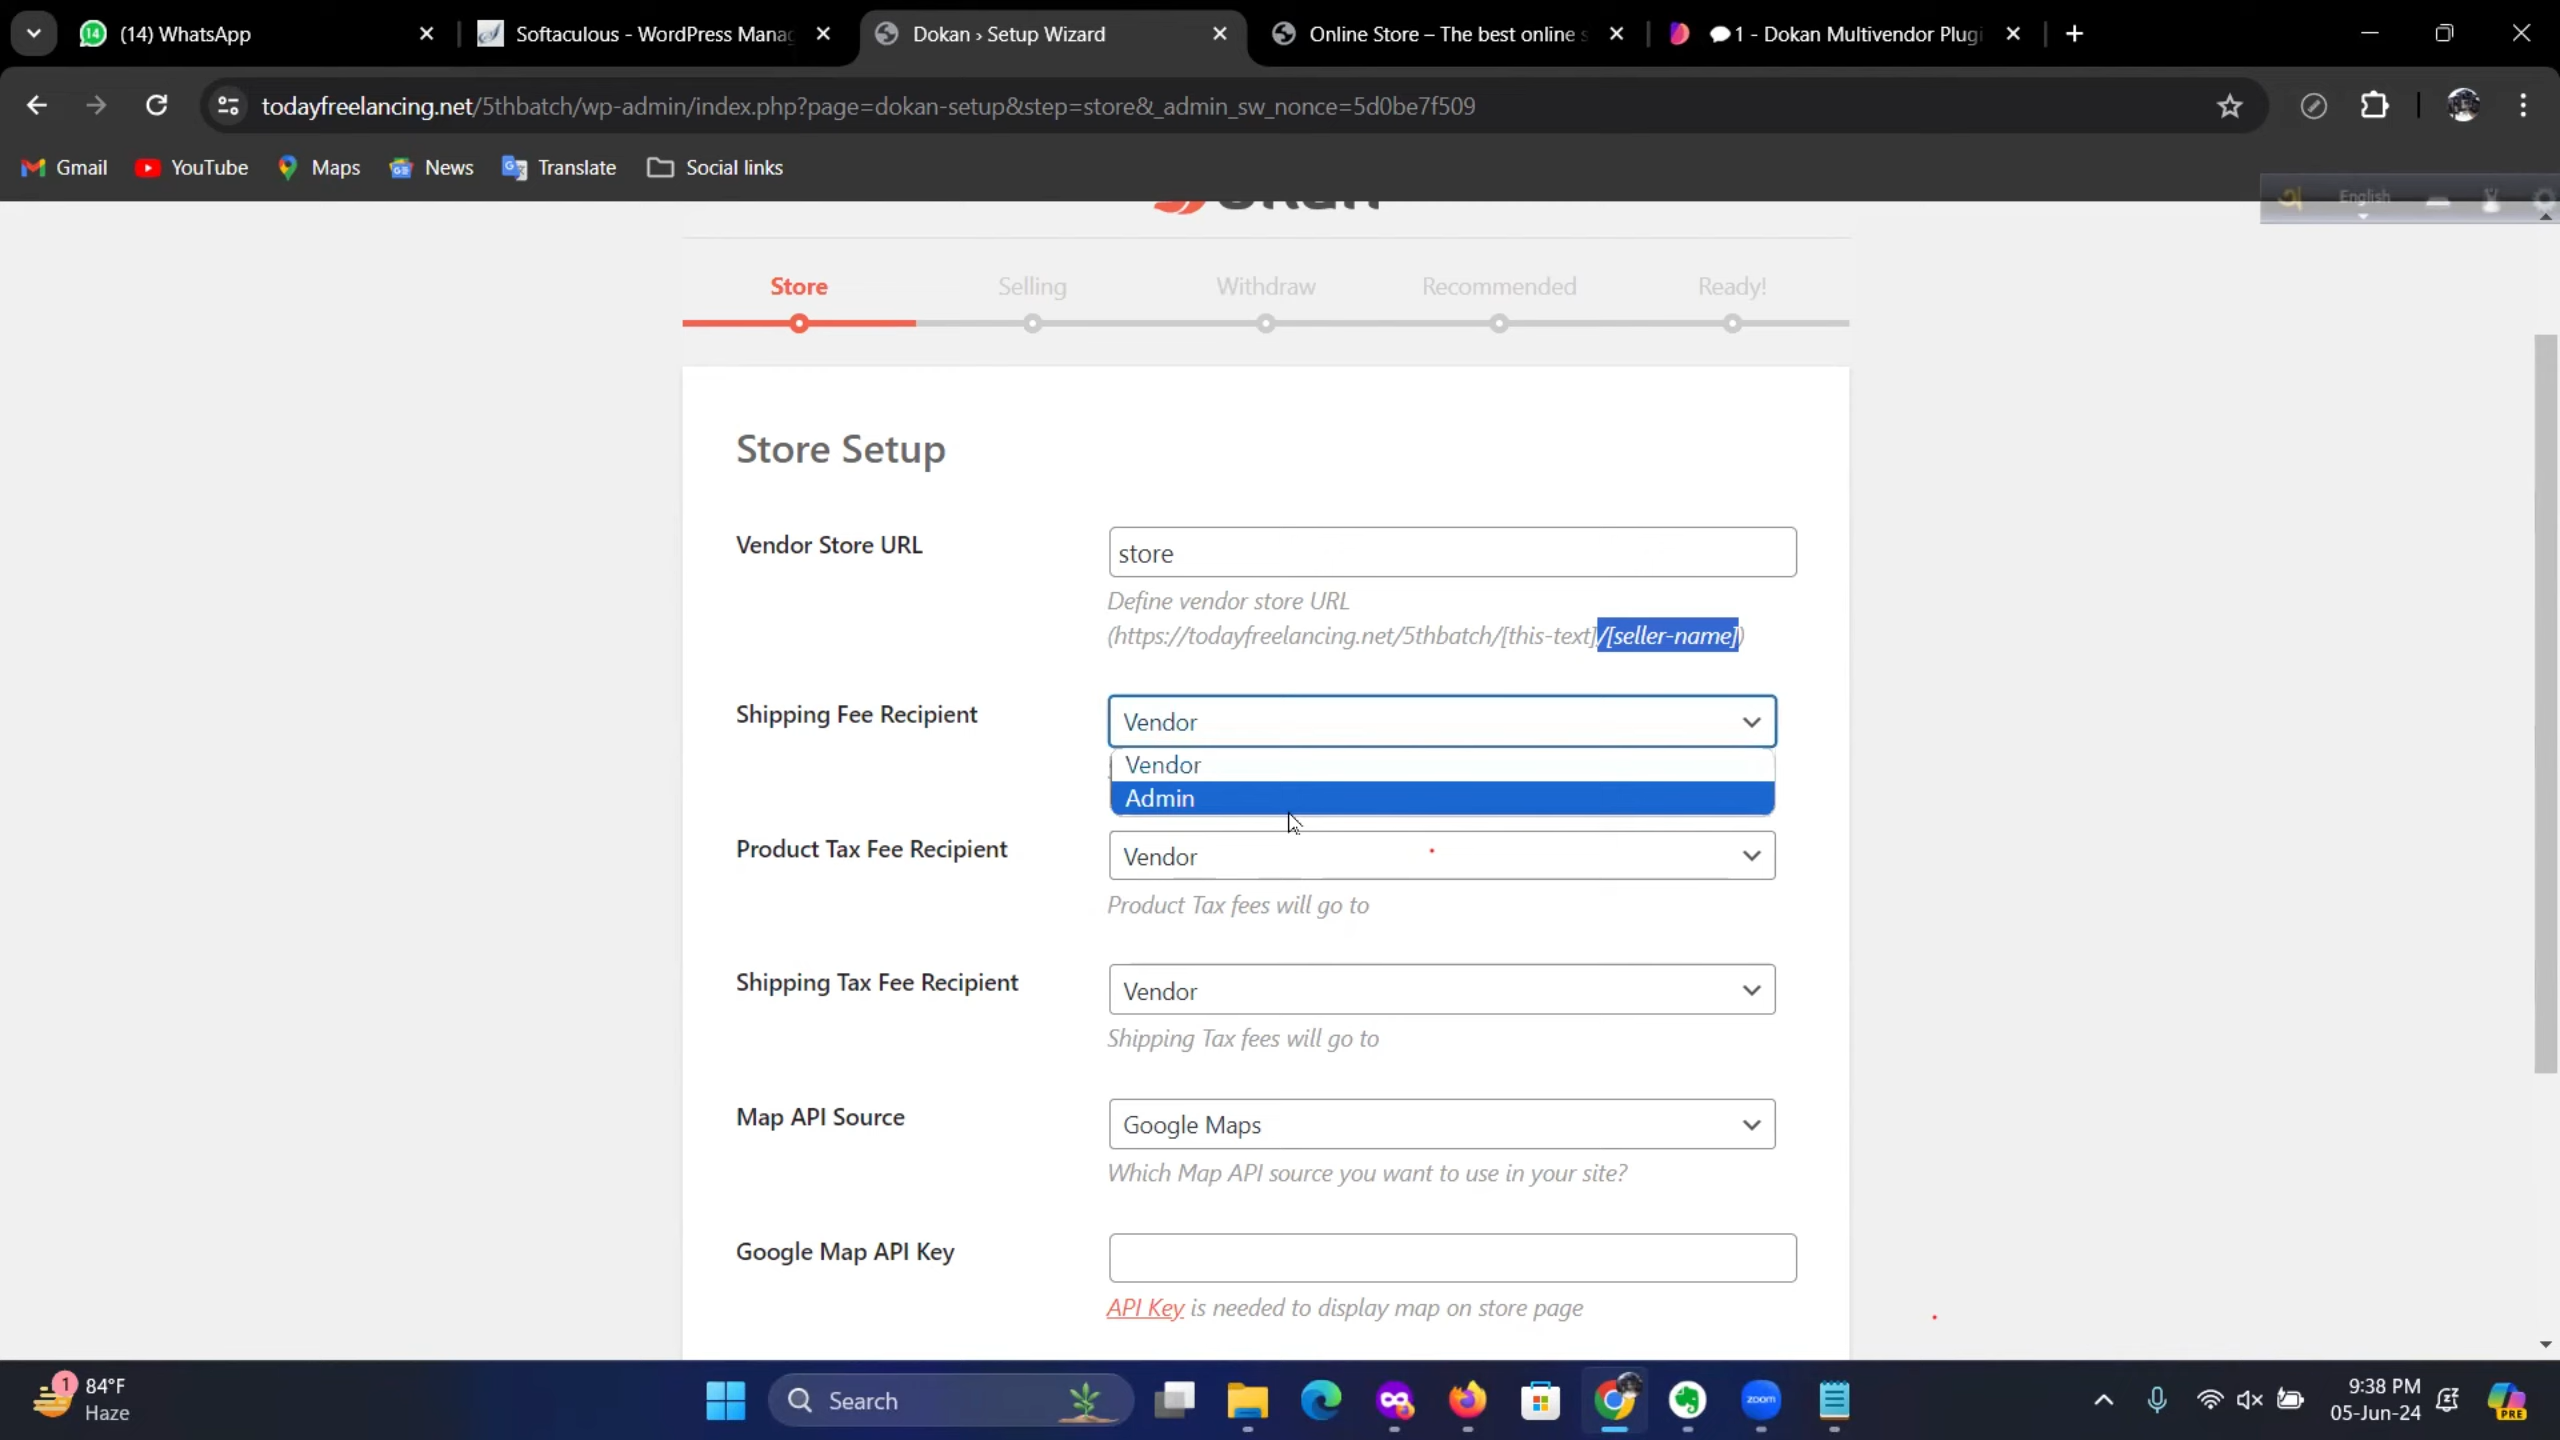 (14) WhatsApp
Softaculous - WordPress Manag
Dokan › Setup Wizard
Online Store – The best online s
1 - Dokan Multivendor Plugi
todayfreelancing.net/5thbatch/wp-admin/index.php?page=dokan-setup&step=store&_admin_sw_nonce=5d0be7f509
Gmail
YouTube
Maps
News
Translate
Social links
English
Store
Selling
Withdraw
Recommended
Ready!
Store Setup
Vendor Store URL
store
Define vendor store URL
(https://todayfreelancing.net/5thbatch/[this-text]/[seller-name])
Shipping Fee Recipient
Vendor
Vendor
Admin
Product Tax Fee Recipient
Vendor
Product Tax fees will go to
Shipping Tax Fee Recipient
Vendor
Shipping Tax fees will go to
Map API Source
Google Maps
Which Map API source you want to use in your site?
Google Map API Key
API Key is needed to display map on store page
1
84°F
Haze
Search
zoom
9:38 PM
05-Jun-24
PRE